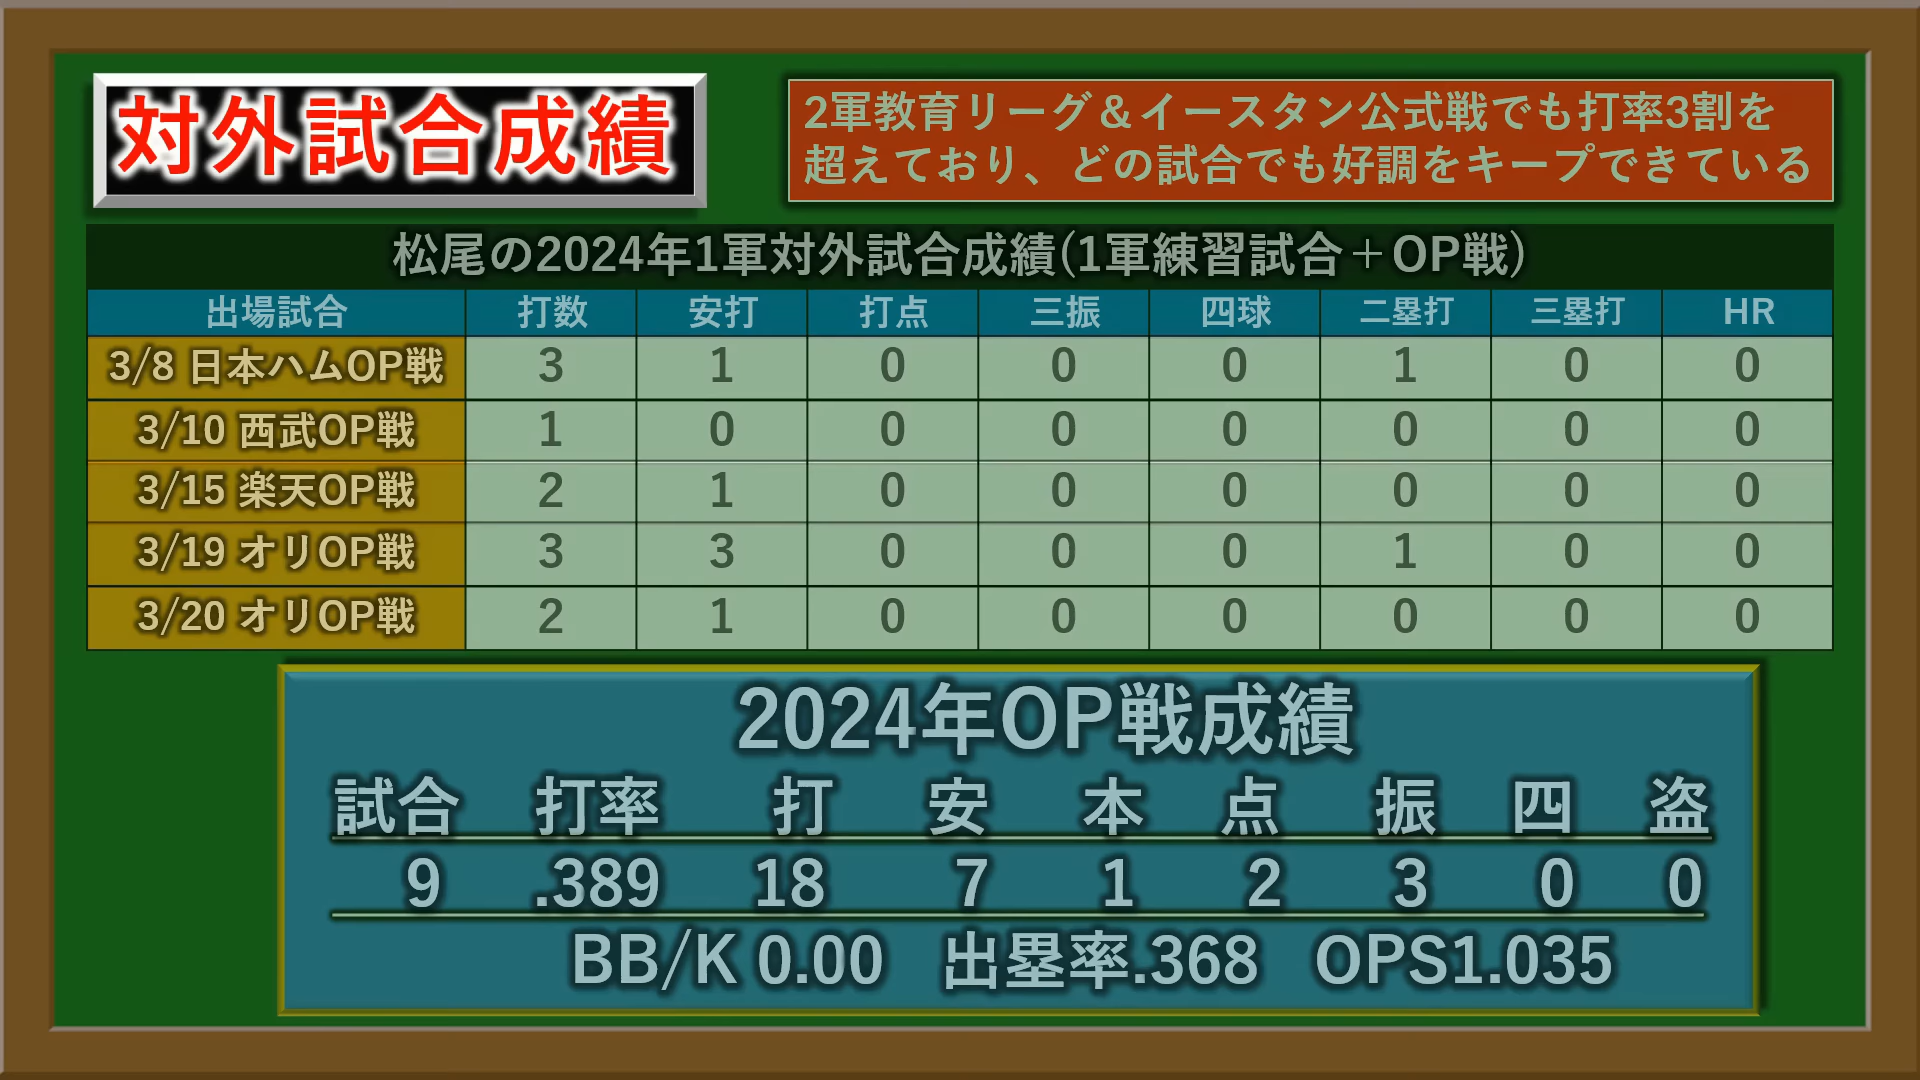 対外試合成績
2軍教育リーグ＆イースタン公式戦でも打率3割を
超えており、どの試合でも好調をキープできている
松尾の2024年1軍対外試合成績(1軍練習試合＋OP戦)
出場試合 打数 安打 打点 三振 四球 二塁打 三塁打 HR
3/8 日本ハムOP戦 3 1 0 0 0 1 0 0
3/10 西武OP戦 1 0 0 0 0 0 0 0
3/15 楽天OP戦 2 1 0 0 0 0 0 0
3/19 オリOP戦 3 3 0 0 0 1 0 0
3/20 オリOP戦 2 1 0 0 0 0 0 0
2024年OP戦成績
試合 打率 打 安 本 点 振 四 盗
9 .389 18 7 1 2 3 0 0
BB/K 0.00 出塁率.368 OPS1.035